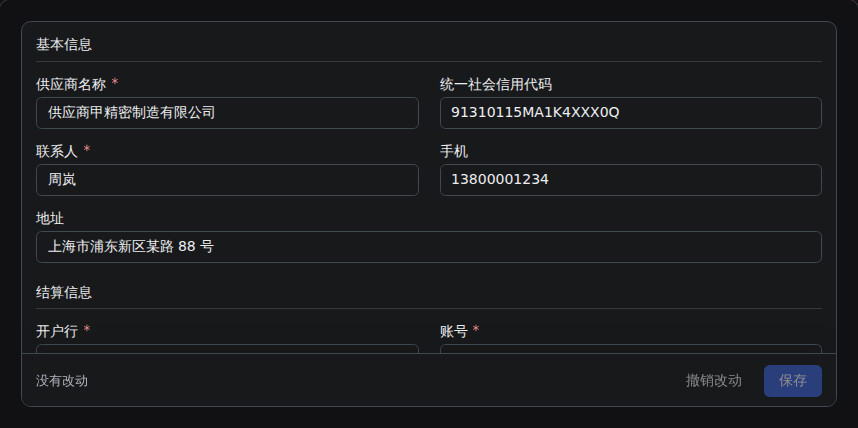 基本信息
供应商名称 *
统一社会信用代码
供应商甲精密制造有限公司
91310115MA1K4XXX0Q
联系人 *
手机
周岚
13800001234
地址
上海市浦东新区某路 88 号
结算信息
开户行 *
账号 *
没有改动
撤销改动
保存